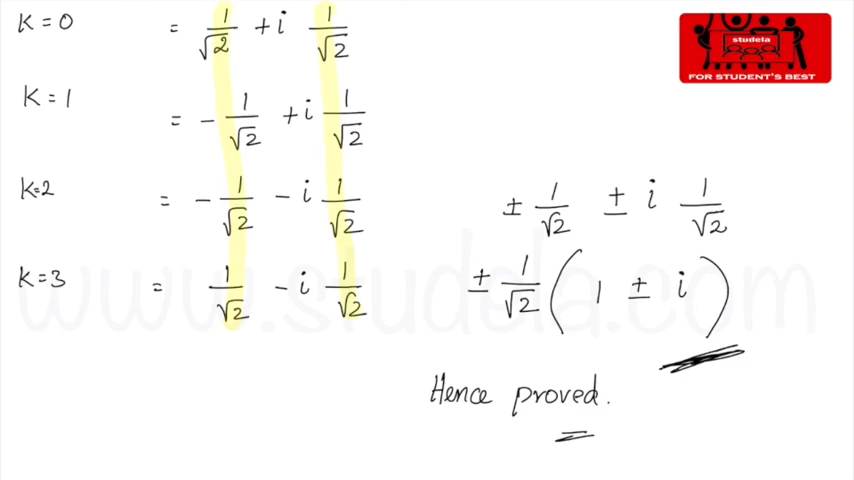 K = 0 = 1/√2 + i 1/√2
K = 1 = - 1/√2 + i 1/√2
K=2 = - 1/√2 - i 1/√2
K=3 = 1/√2 - i 1/√2
± 1/√2 ± i 1/√2
± 1/√2 ( 1 ± i )
Hence proved.
studela
FOR STUDENT'S BEST
www.studela.com